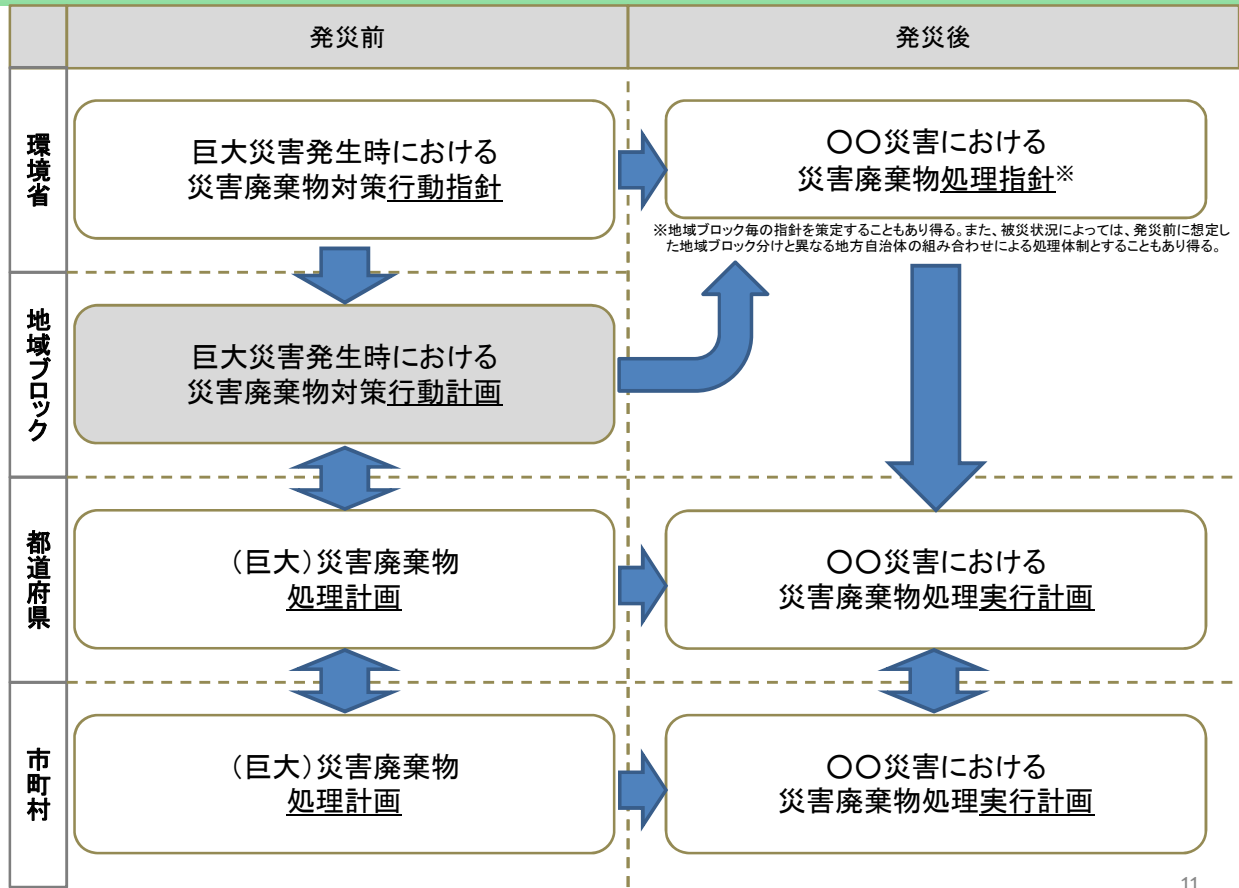 発災前
発災後
環境省
巨大災害発生時における
災害廃棄物対策行動指針
〇〇災害における
災害廃棄物処理指針※
※地域ブロック毎の指針を策定することもあり得る。また、被災状況によっては、発災前に想定し
た地域ブロック分けと異なる地方自治体の組み合わせによる処理体制とすることもあり得る。
地域ブロック
巨大災害発生時における
災害廃棄物対策行動計画
都道府県
（巨大）災害廃棄物
処理計画
〇〇災害における
災害廃棄物処理実行計画
市町村
（巨大）災害廃棄物
処理計画
〇〇災害における
災害廃棄物処理実行計画
11